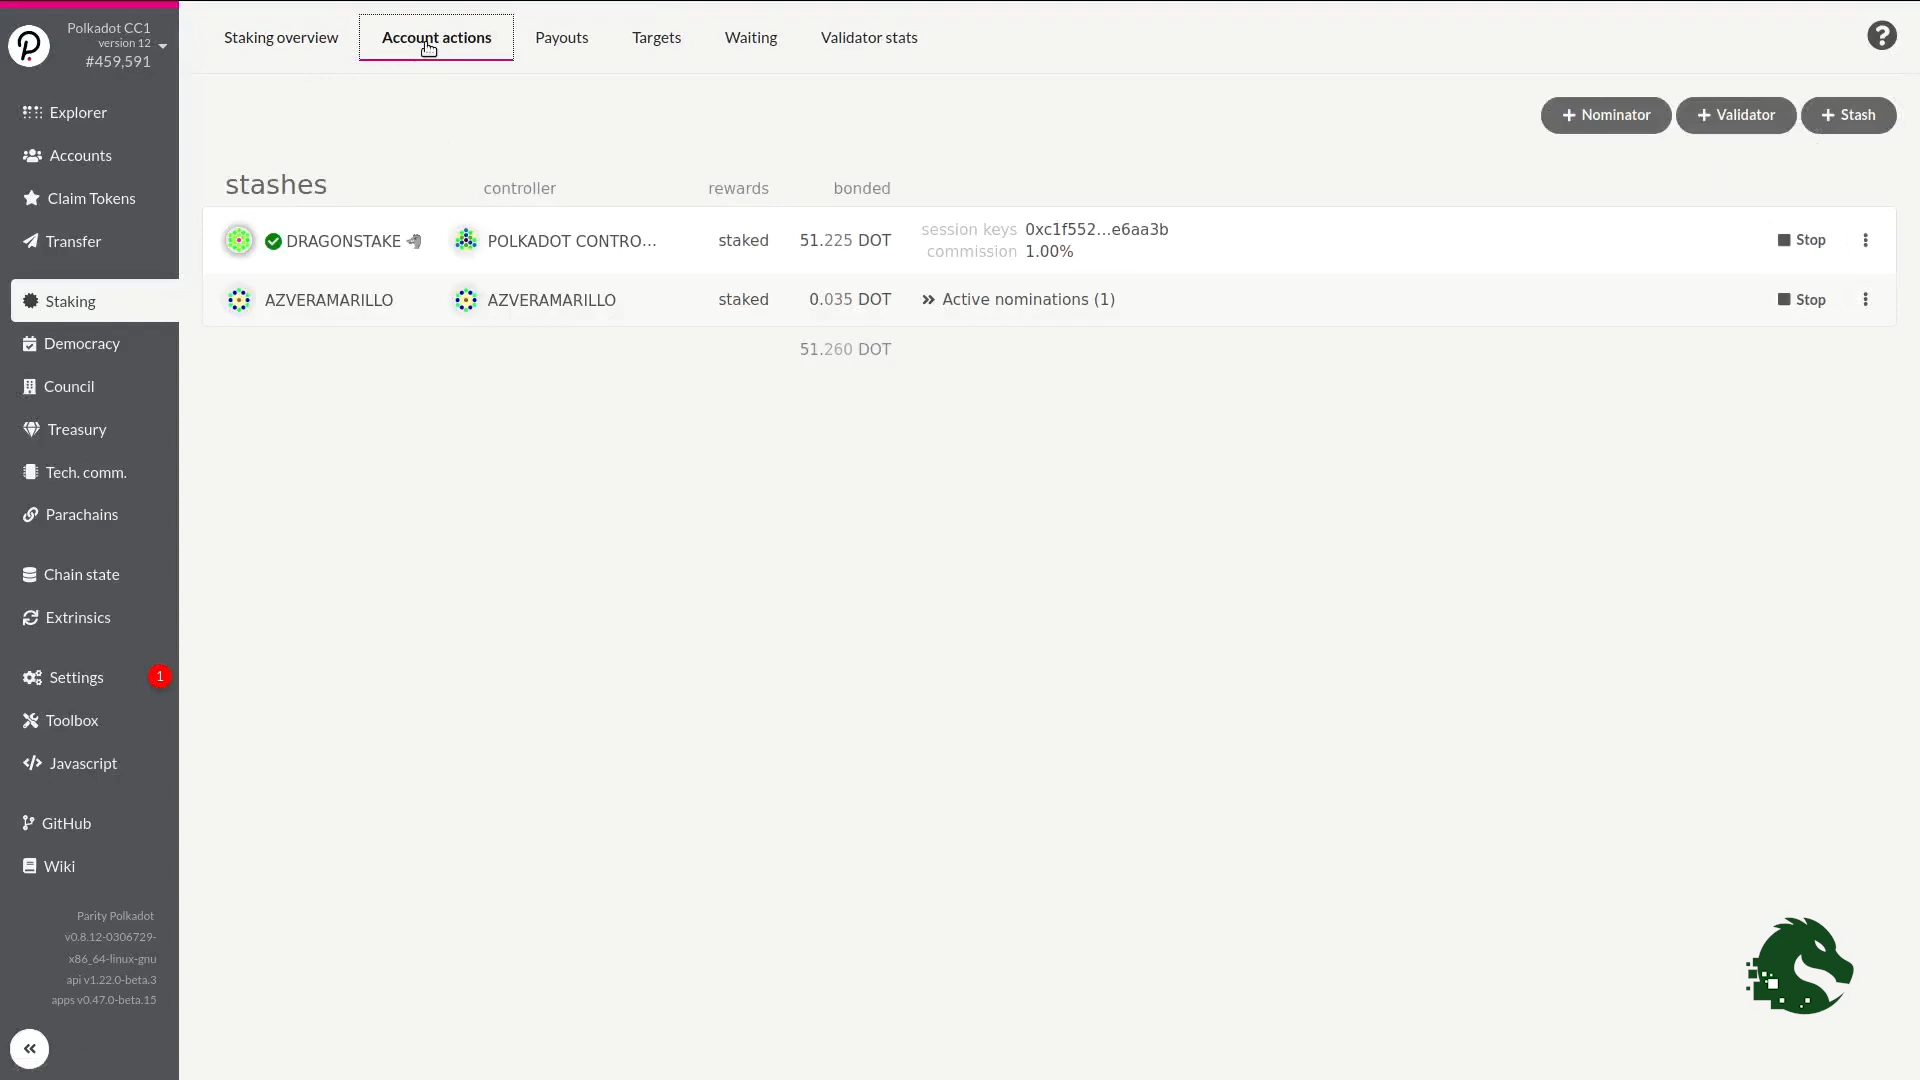 Polkadot CC1
version 12
#459,591
Explorer
Accounts
Claim Tokens
Transfer
Staking
Democracy
Council
Treasury
Tech. comm.
Parachains
Chain state
Extrinsics
Settings 1
Toolbox
Javascript
GitHub
Wiki
Parity Polkadot
v0.8.12-0306729-
x86_64-linux-gnu
api v1.22.0-beta.3
apps v0.47.0-beta.15
Staking overview Account actions Payouts Targets Waiting Validator stats
+ Nominator + Validator + Stash
stashes controller rewards bonded
DRAGONSTAKE POLKADOT CONTRO... staked 51.225 DOT session keys 0xc1f552...e6aa3b Stop
commission 1.00%
AZVERAMARILLO AZVERAMARILLO staked 0.035 DOT Active nominations (1) Stop
51.260 DOT